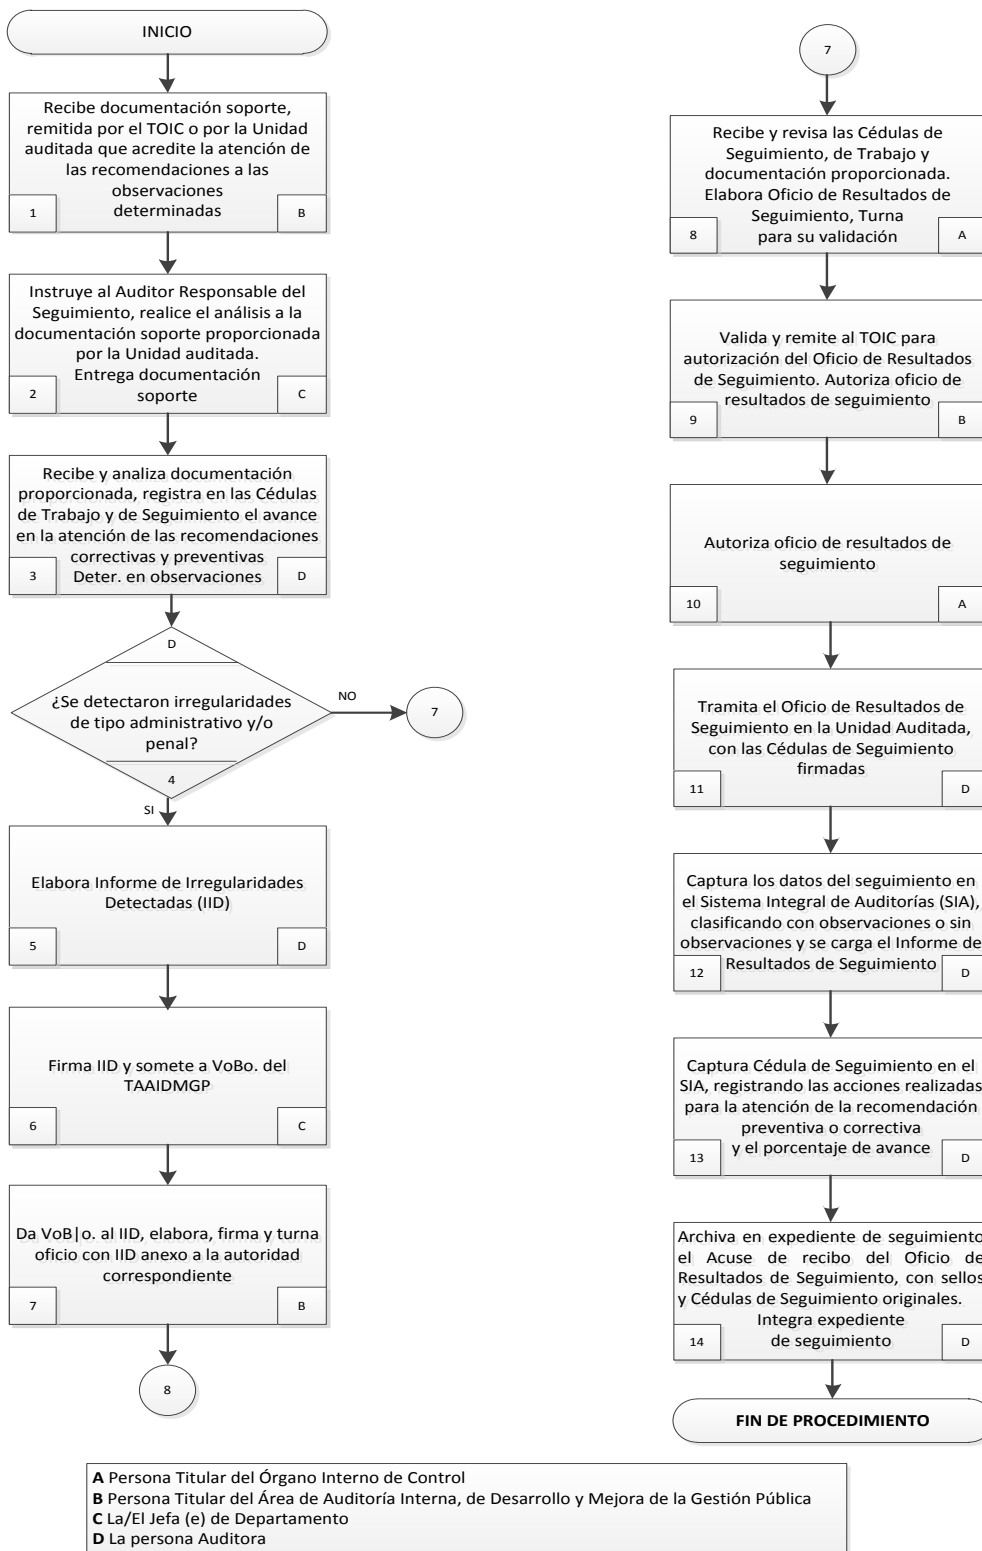 INICIO
Recibe documentación soporte,
remitida por el TOIC o por la Unidad
auditada que acredite la atención de
las recomendaciones a las
observaciones
determinadas
1
B
Instruye al Auditor Responsable del
Seguimiento, realice el análisis a la
documentación soporte proporcionada
por la Unidad auditada.
Entrega documentación
soporte
2
C
Recibe y analiza documentación
proporcionada, registra en las Cédulas
de Trabajo y de Seguimiento el avance
en la atención de las recomendaciones
correctivas y preventivas
Deter. en observaciones
3
D
D
¿Se detectaron irregularidades
de tipo administrativo y/o
penal?
4
NO
7
SI
Elabora Informe de Irregularidades
Detectadas (IID)
5
D
Firma IID y somete a VoBo. del
TAAIDMGP
6
C
Da VoB|o. al IID, elabora, firma y turna
oficio con IID anexo a la autoridad
correspondiente
7
B
8
7
Recibe y revisa las Cédulas de
Seguimiento, de Trabajo y
documentación proporcionada.
Elabora Oficio de Resultados de
Seguimiento, Turna
para su validación
8
A
Valida y remite al TOIC para
autorización del Oficio de Resultados
de Seguimiento. Autoriza oficio de
resultados de seguimiento
9
B
Autoriza oficio de resultados de
seguimiento
10
A
Tramita el Oficio de Resultados de
Seguimiento en la Unidad Auditada,
con las Cédulas de Seguimiento
firmadas
11
D
Captura los datos del seguimiento en
el Sistema Integral de Auditorías (SIA),
clasificando con observaciones o sin
observaciones y se carga el Informe de
Resultados de Seguimiento
12
D
Captura Cédula de Seguimiento en el
SIA, registrando las acciones realizadas
para la atención de la recomendación
preventiva o correctiva
y el porcentaje de avance
13
D
Archiva en expediente de seguimiento
el Acuse de recibo del Oficio de
Resultados de Seguimiento, con sellos
y Cédulas de Seguimiento originales.
Integra expediente
de seguimiento
14
D
FIN DE PROCEDIMIENTO
A Persona Titular del Órgano Interno de Control
B Persona Titular del Área de Auditoría Interna, de Desarrollo y Mejora de la Gestión Pública
C La/El Jefa (e) de Departamento
D La persona Auditora